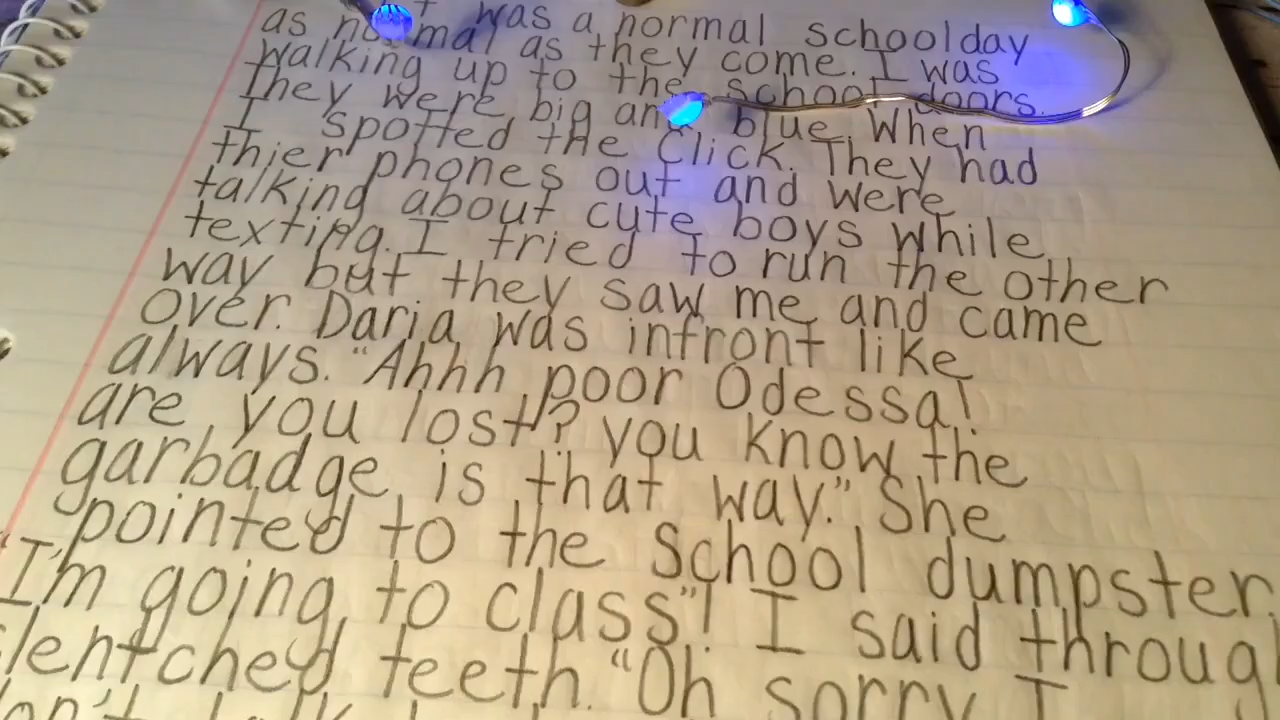 was a normal schoolday
as normal as they come. I was
walking up to the school doors.
They were big and blue. When
I spotted the Click. They had
thier phones out and were
talking about cute boys while
texting. I tried to run the other
way but they saw me and came
over. Daria was infront like
always. "Ahhh poor Odessa!
are you lost? you know the
garbadge is that way." She
pointed to the School dumpster.
"I'm going to class"! I said throug
clentched teeth. "Oh sorry I